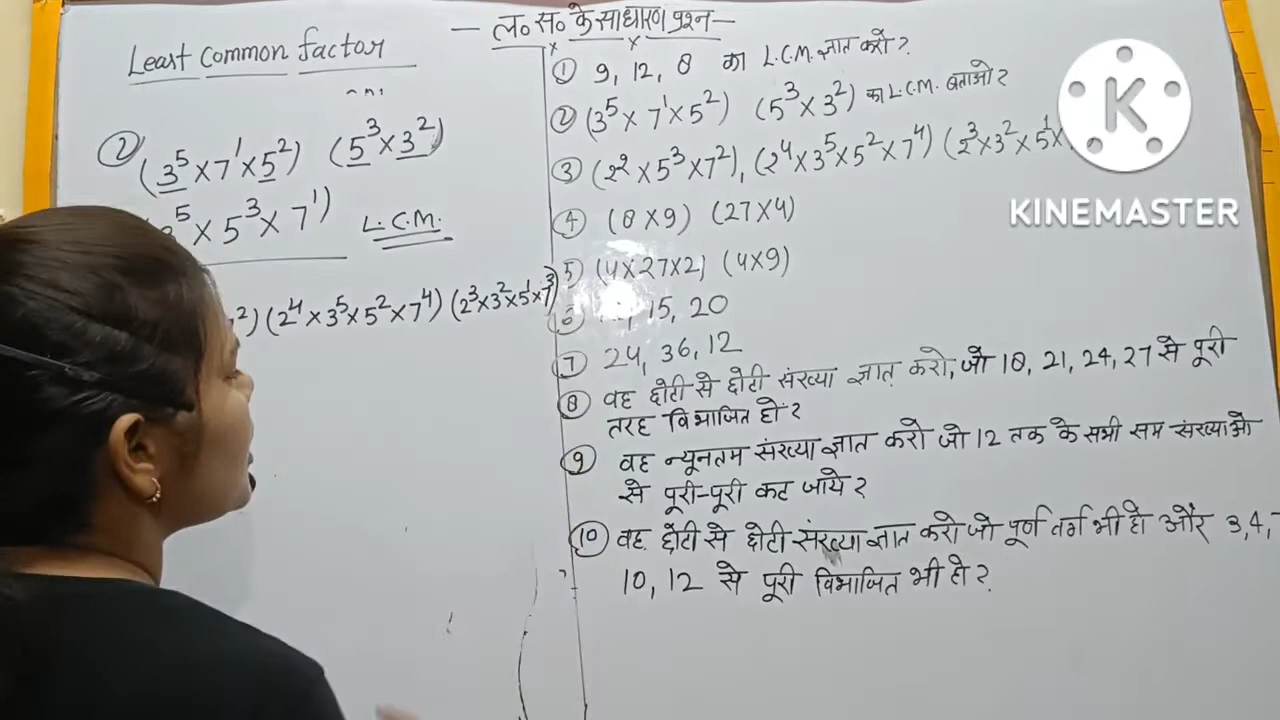 Least common factor
② (3⁵ × 7¹ × 5²) (5³ × 3²)
⁵ × 5³ × 7¹) L.C.M.
²) (2⁴ × 3⁵ × 5² × 7⁴) (2³ × 3² × 5¹ × 7³)
— ल॰ स॰ के साधारण प्रश्न —
① 9, 12, 8 का L.C.M. ज्ञात करो?
② (3⁵ × 7¹ × 5²) (5³ × 3²) का L.C.M. बताओ?
③ (2² × 5³ × 7²), (2⁴ × 3⁵ × 5² × 7⁴) (2³ × 3² × 5¹ ×
④ (8 × 9) (27 × 4)
⑤ (4 × 27 × 2) (4 × 9)
⑥ 15, 20
⑦ 24, 36, 12
⑧ वह छोटी से छोटी संख्या ज्ञात करो, जो 18, 21, 24, 27 से पूरी
तरह विभाजित हो?
⑨ वह न्यूनतम संख्या ज्ञात करो जो 12 तक के सभी सम संख्याओ
से पूरी-पूरी कट जाये?
⑩ वह छोटी से छोटी संख्या ज्ञात करो जो पूर्ण वर्ग भी हो और 3, 4,
10, 12 से पूरी विभाजित भी हो?
K
KINEMASTER